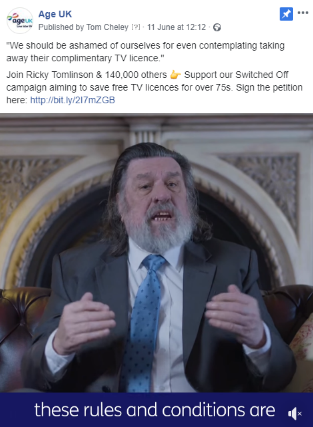 Age UK
Published by Tom Cheley [?] · 11 June at 12:12 ·
"We should be ashamed of ourselves for even contemplating taking
away their complimentary TV licence."
Join Ricky Tomlinson & 140,000 others 👉 Support our Switched Off
campaign aiming to save free TV licences for over 75s. Sign the petition
here: http://bit.ly/2I7mZGB
these rules and conditions are